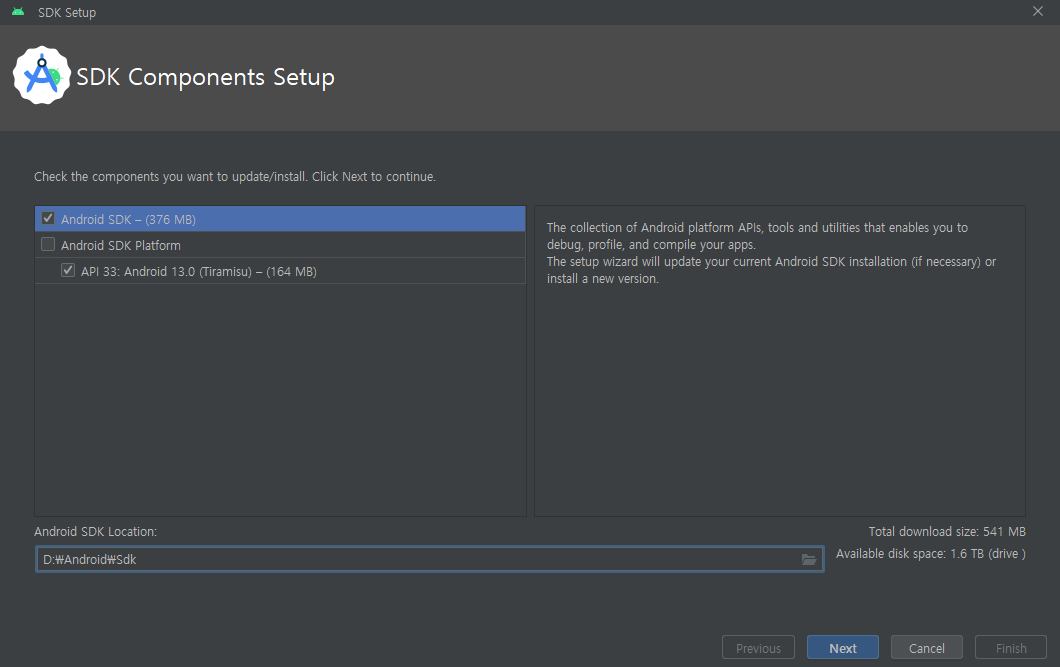 SDK Setup
SDK Components Setup
Check the components you want to update/install. Click Next to continue.
Android SDK – (376 MB)
Android SDK Platform
API 33: Android 13.0 (Tiramisu) – (164 MB)
The collection of Android platform APIs, tools and utilities that enables you to
debug, profile, and compile your apps.
The setup wizard will update your current Android SDK installation (if necessary) or
install a new version.
Android SDK Location:
Total download size: 541 MB
D:₩Android₩Sdk
Available disk space: 1.6 TB (drive )
Previous
Next
Cancel
Finish